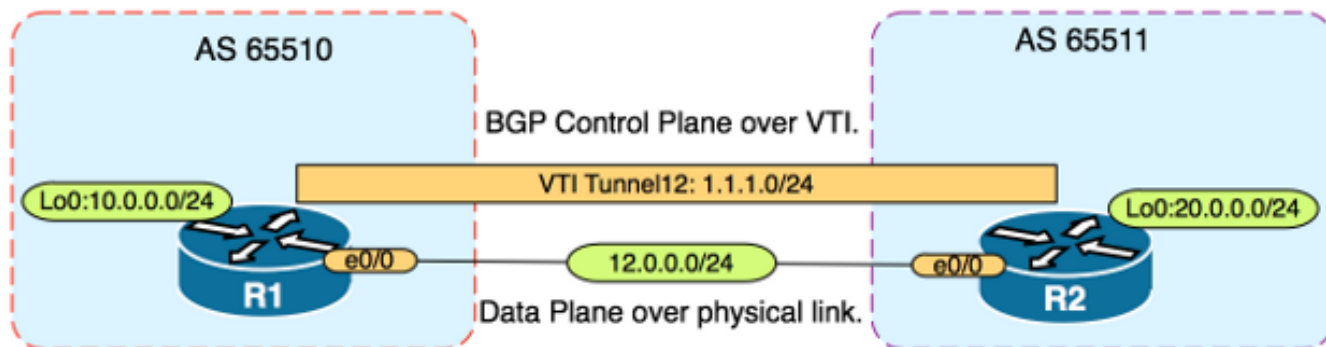 AS 65510
AS 65511
BGP Control Plane over VTI.
VTI Tunnel12: 1.1.1.0/24
Lo0:10.0.0.0/24
Lo0:20.0.0.0/24
e0/0
12.0.0.0/24
e0/0
R1
Data Plane over physical link.
R2